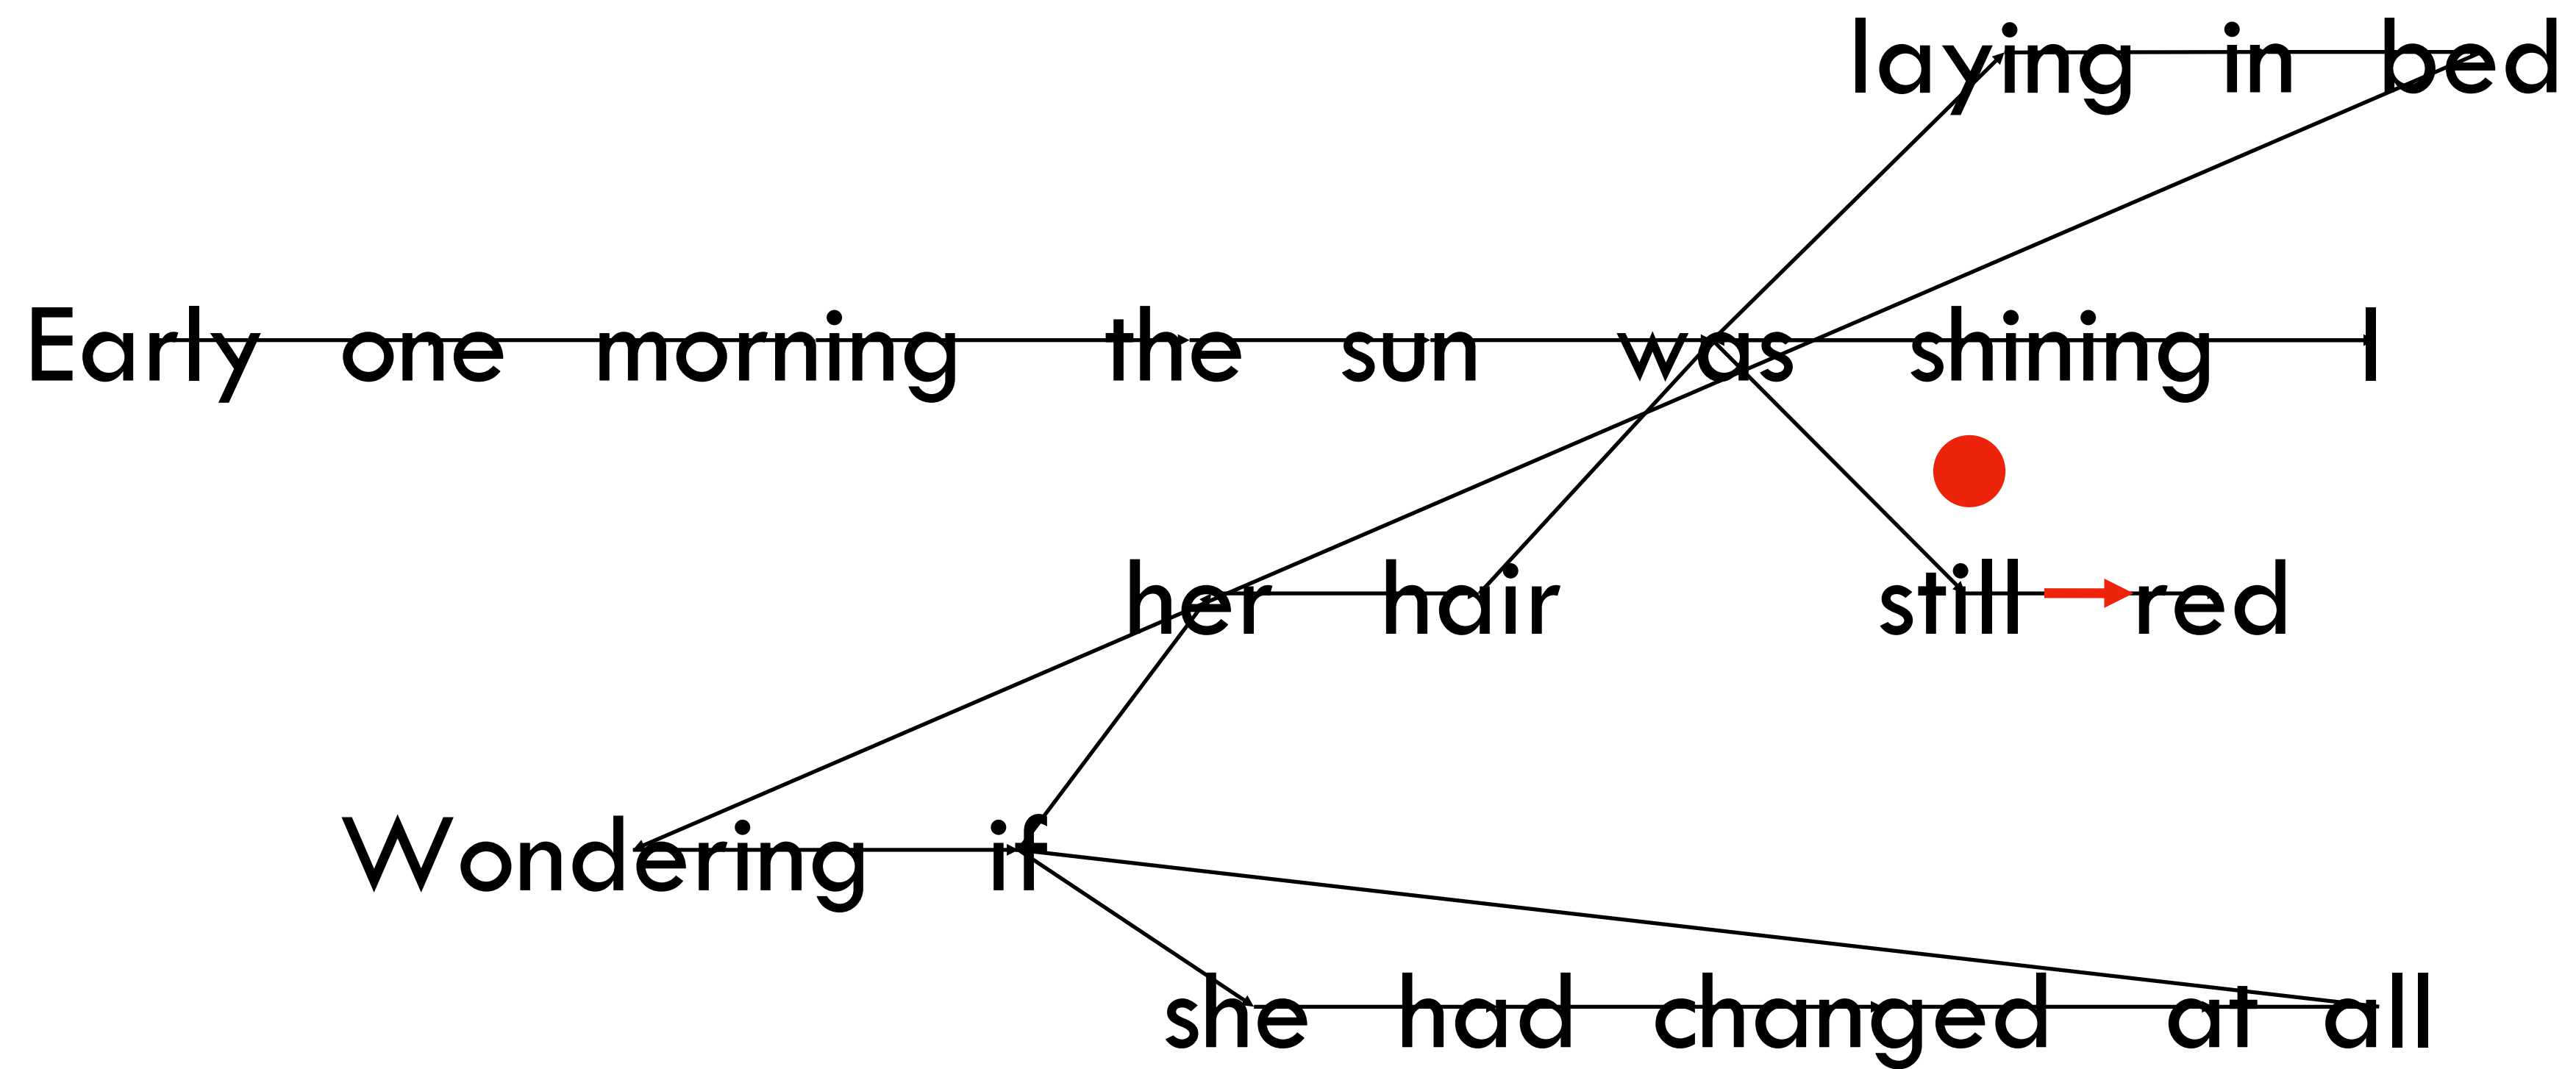 laying in bed
Early one morning the sun was shining I
her hair still red
Wondering if
she had changed at all